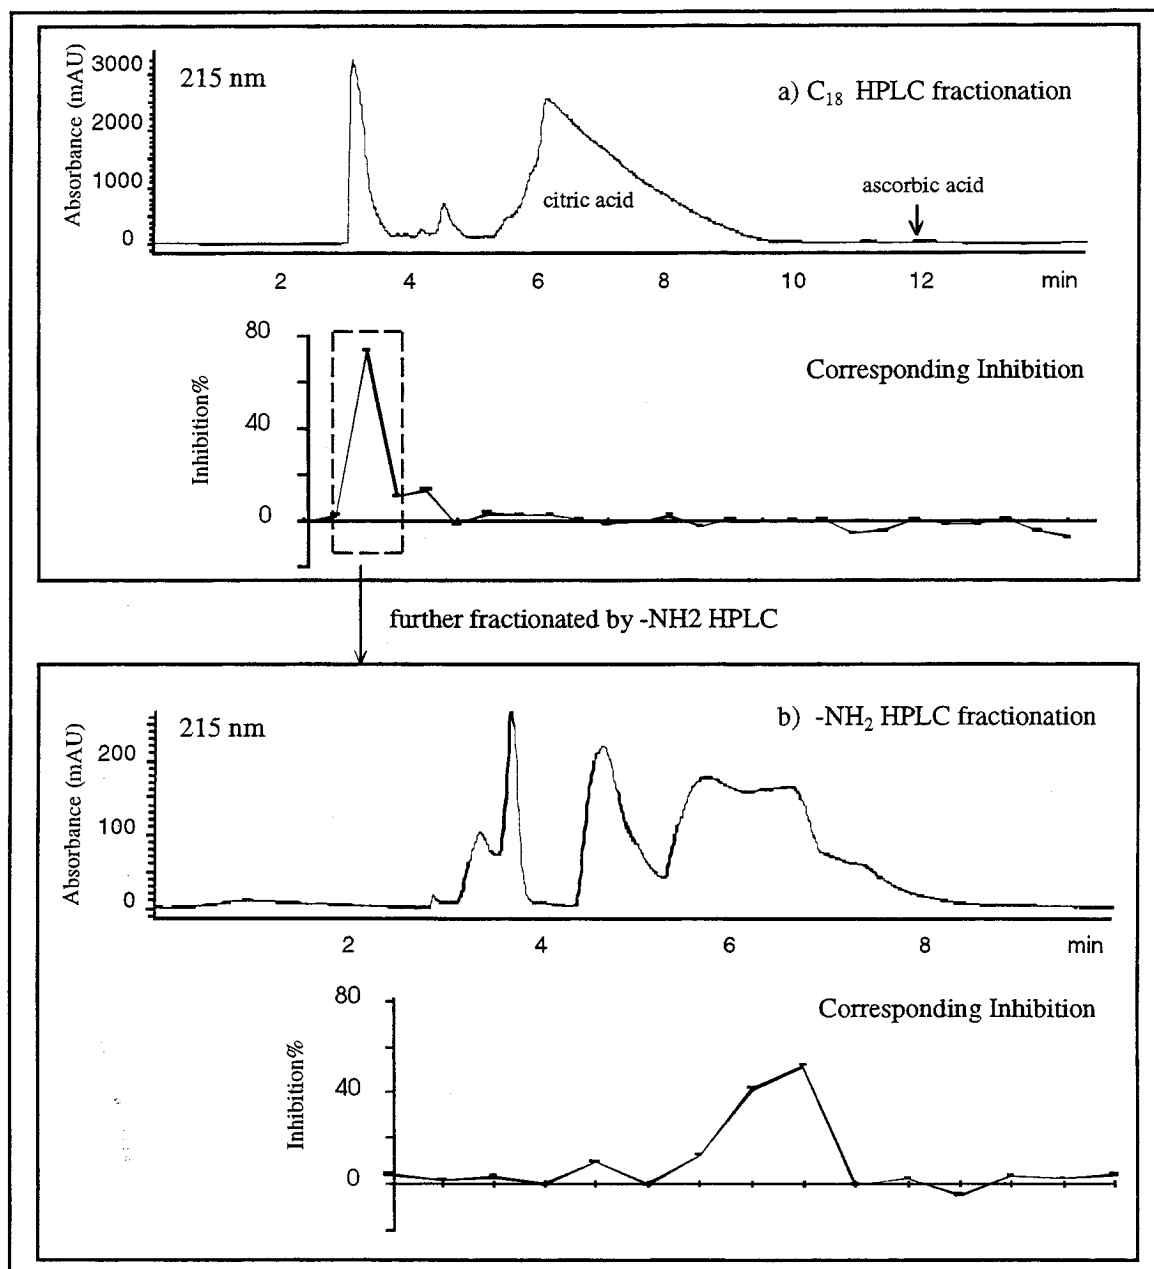 215 nm
a) C18 HPLC fractionation
Absorbance (mAU)
3000
2000
1000
0
citric acid
ascorbic acid
2 4 6 8 10 12 min
Corresponding Inhibition
Inhibition%
80
40
0
further fractionated by -NH2 HPLC
215 nm
b) -NH2 HPLC fractionation
Absorbance (mAU)
200
100
0
2 4 6 8 min
Corresponding Inhibition
Inhibition%
80
40
0